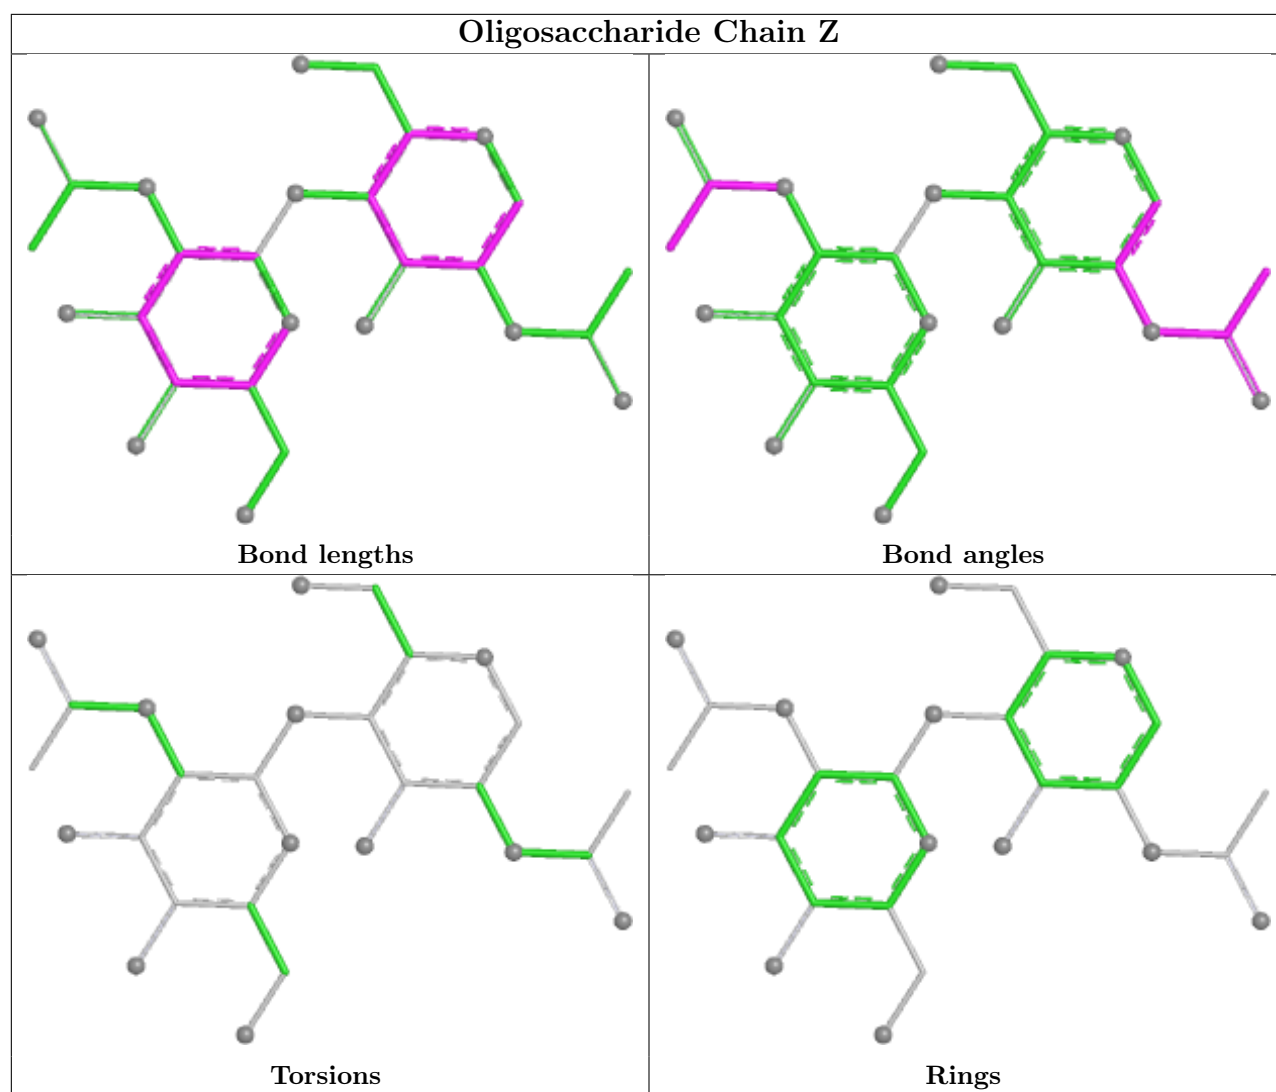 Oligosaccharide Chain Z
Bond lengths
Bond angles
Torsions
Rings